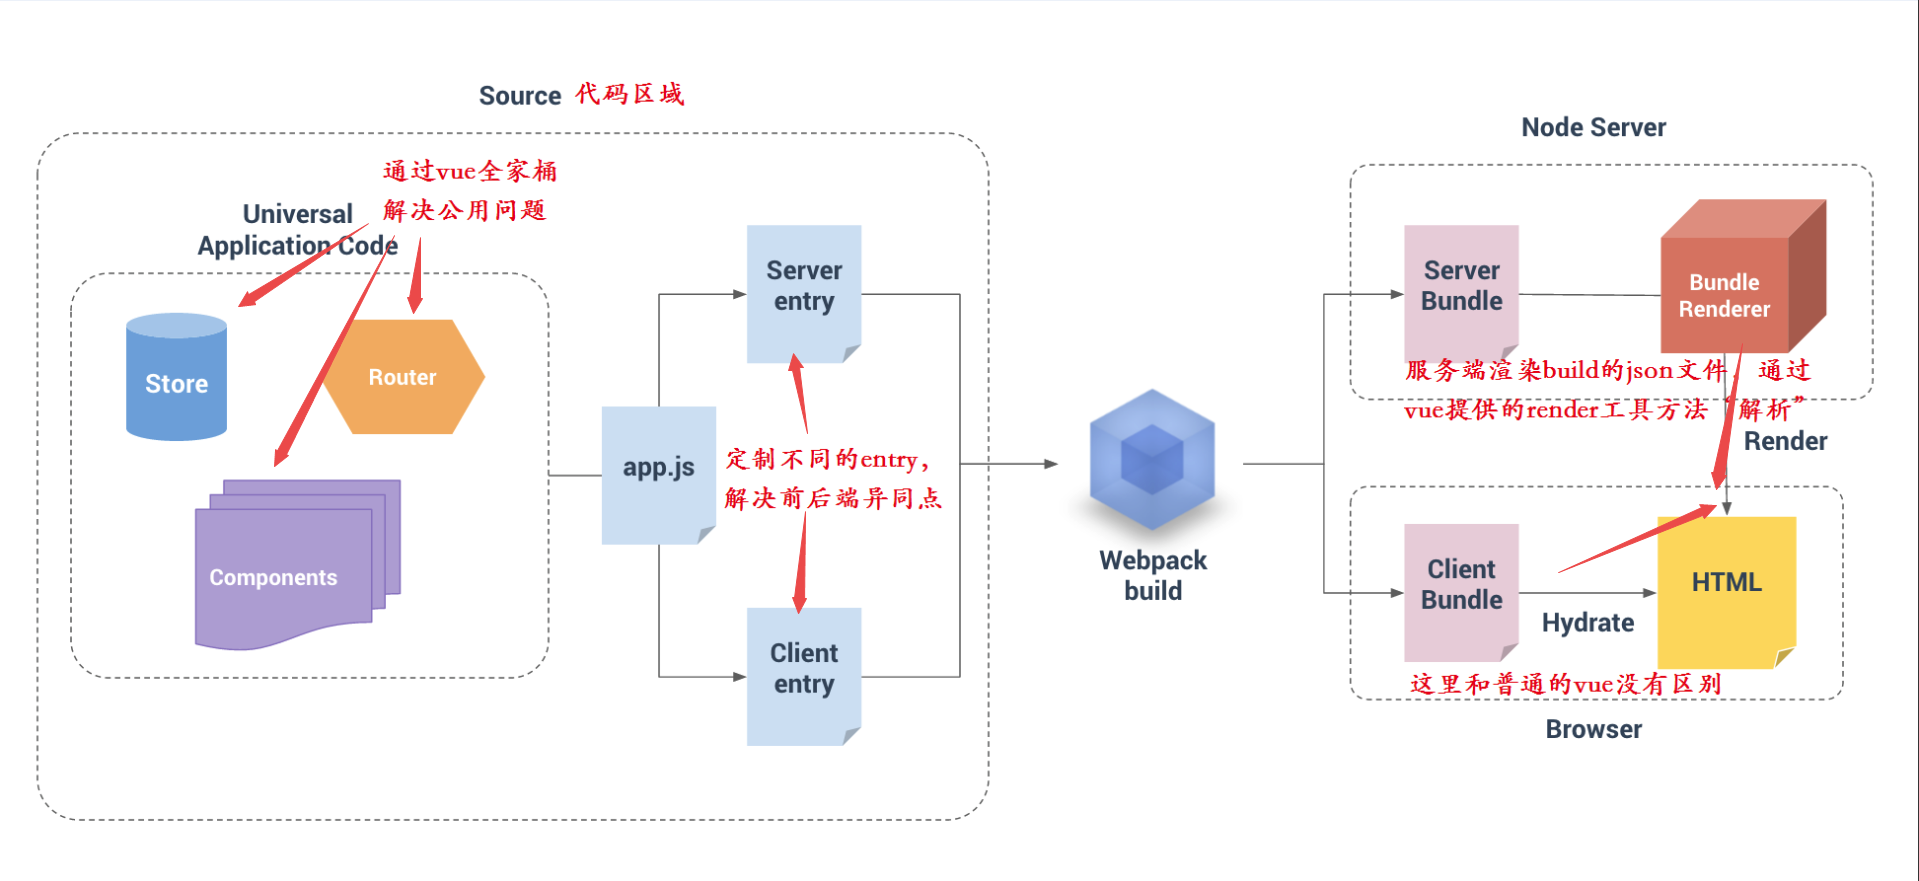 Source 代码区域
通过vue全家桶
解决公用问题
Universal
Application Code
Store
Router
Components
app.js
Server
entry
定制不同的entry,
解决前后端异同点
Client
entry
Webpack
build
Node Server
Server
Bundle
Bundle
Renderer
服务端渲染build的json文件，通过
vue提供的render工具方法“解析”
Render
Client
Bundle
Hydrate
HTML
这里和普通的vue没有区别
Browser